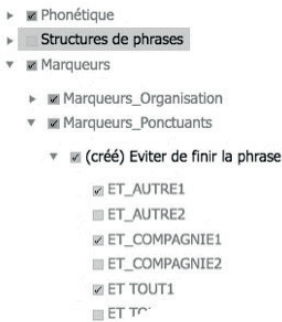 Phonétique
Structures de phrases
Marqueurs
Marqueurs_Organisation
Marqueurs_Ponctuants
(créé) Eviter de finir la phrase
ET_AUTRE1
ET_AUTRE2
ET_COMPAGNIE1
ET_COMPAGNIE2
ET TOUT1
ET